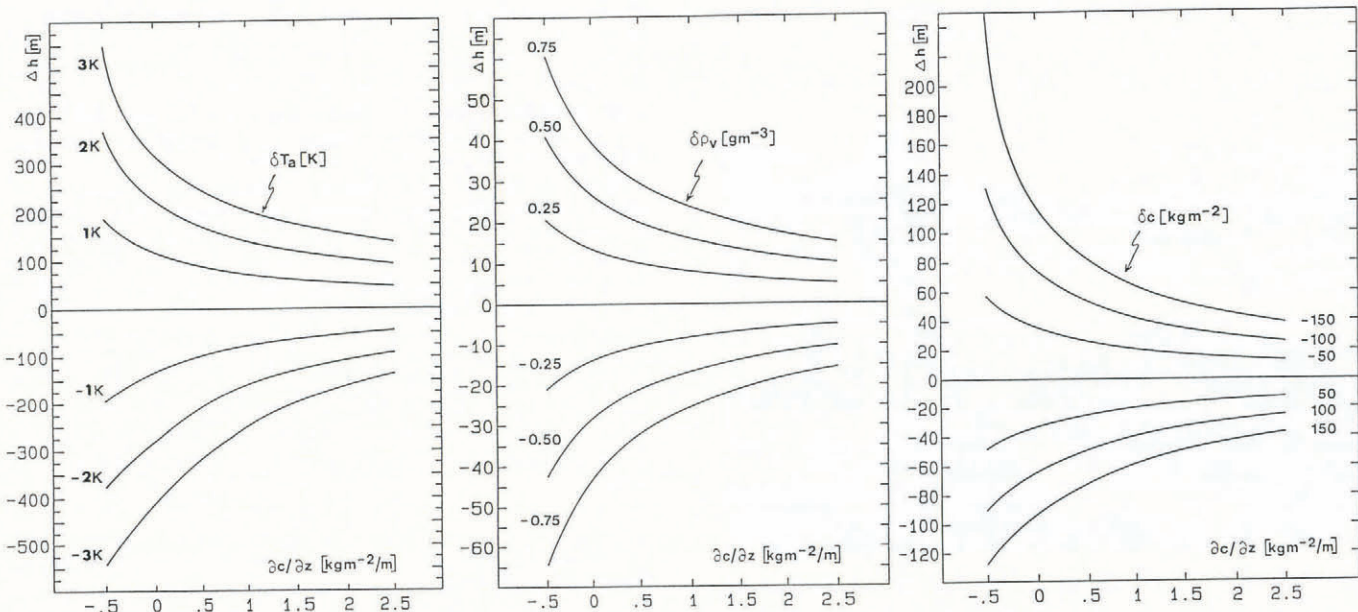 Δh [m]
500
400
300
200
100
0
-100
-200
-300
-400
-500
3K
2K
1K
δTa [K]
-1K
-2K
-3K
∂c/∂z [kgm-2/m]
-.5 0 .5 1 1.5 2 2.5
Δh [m]
50
40
30
20
10
0
-10
-20
-30
-40
-50
-60
0.75
0.50
0.25
δρv [gm-3]
-0.25
-0.50
-0.75
∂c/∂z [kgm-2/m]
-.5 0 .5 1 1.5 2 2.5
Δh [m]
200
180
160
140
120
100
80
60
40
20
0
-20
-40
-60
-80
-100
-120
δc [kgm-2]
-150
-100
-50
50
100
150
∂c/∂z [kgm-2/m]
-.5 0 .5 1 1.5 2 2.5